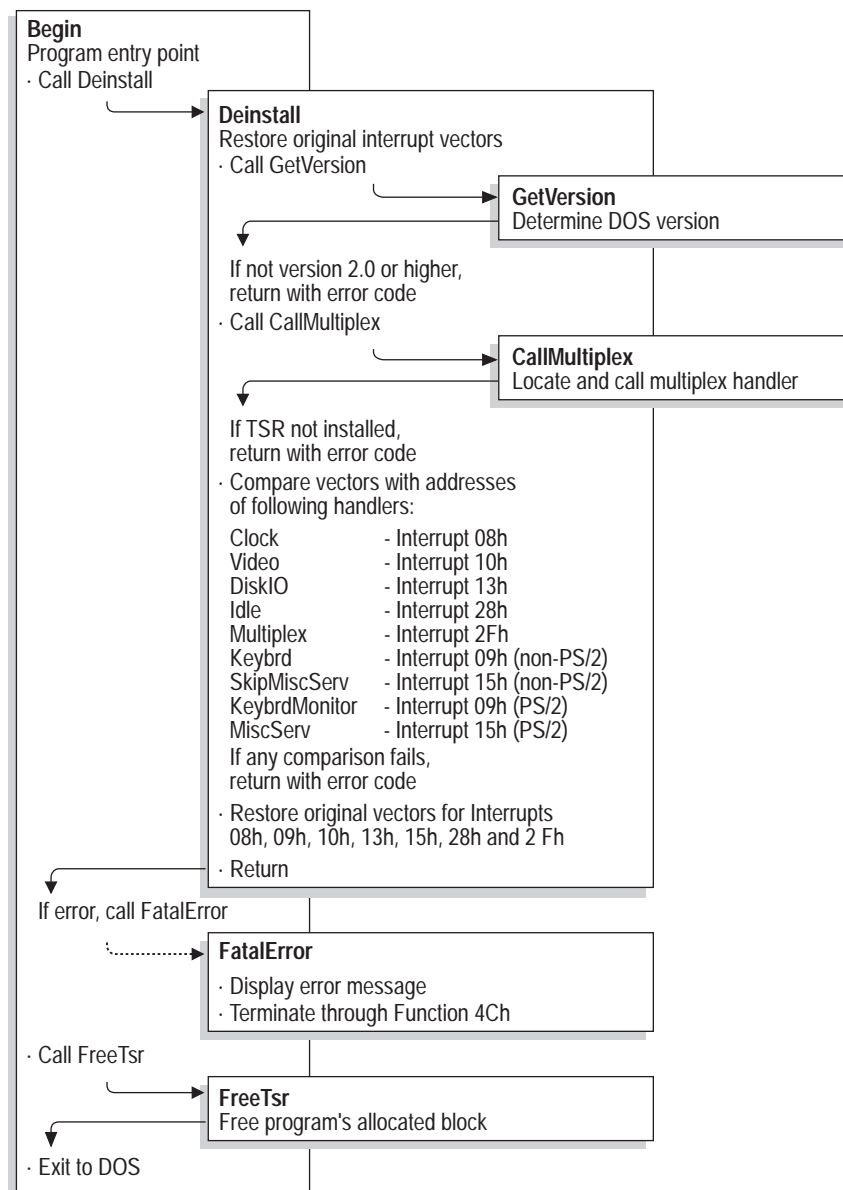 Begin
Program entry point
· Call Deinstall
Deinstall
Restore original interrupt vectors
· Call GetVersion
GetVersion
Determine DOS version
If not version 2.0 or higher,
return with error code
· Call CallMultiplex
CallMultiplex
Locate and call multiplex handler
If TSR not installed,
return with error code
· Compare vectors with addresses
of following handlers:
Clock - Interrupt 08h
Video - Interrupt 10h
DiskIO - Interrupt 13h
Idle - Interrupt 28h
Multiplex - Interrupt 2Fh
Keybrd - Interrupt 09h (non-PS/2)
SkipMiscServ - Interrupt 15h (non-PS/2)
KeybrdMonitor - Interrupt 09h (PS/2)
MiscServ - Interrupt 15h (PS/2)
If any comparison fails,
return with error code
· Restore original vectors for Interrupts
08h, 09h, 10h, 13h, 15h, 28h and 2 Fh
· Return
If error, call FatalError
FatalError
· Display error message
· Terminate through Function 4Ch
· Call FreeTsr
FreeTsr
Free program's allocated block
· Exit to DOS